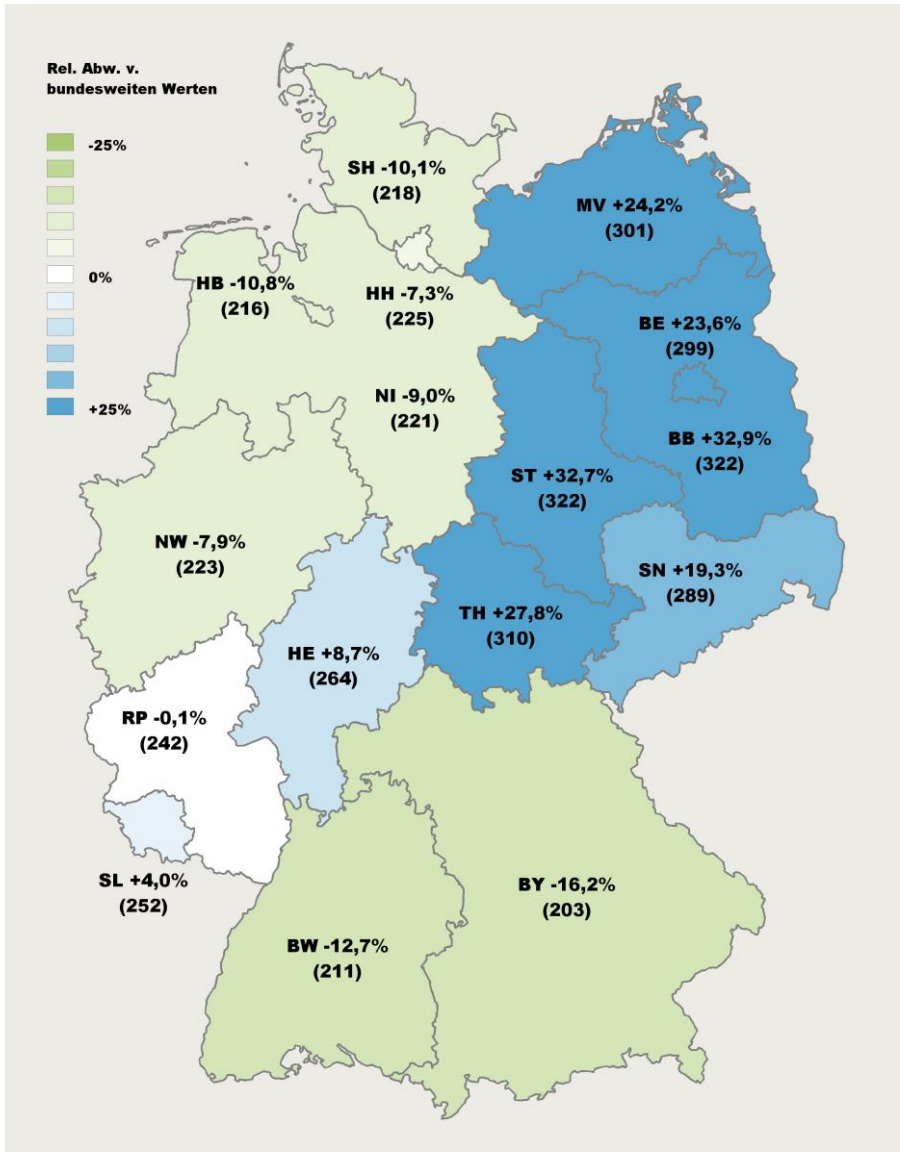 Rel. Abw. v.
bundesweiten Werten
-25%
0%
+25%
SH -10,1%
(218)
MV +24,2%
(301)
HB -10,8%
(216)
HH -7,3%
(225)
BE +23,6%
(299)
NI -9,0%
(221)
BB +32,9%
(322)
ST +32,7%
(322)
NW -7,9%
(223)
SN +19,3%
(289)
TH +27,8%
(310)
HE +8,7%
(264)
RP -0,1%
(242)
SL +4,0%
(252)
BY -16,2%
(203)
BW -12,7%
(211)